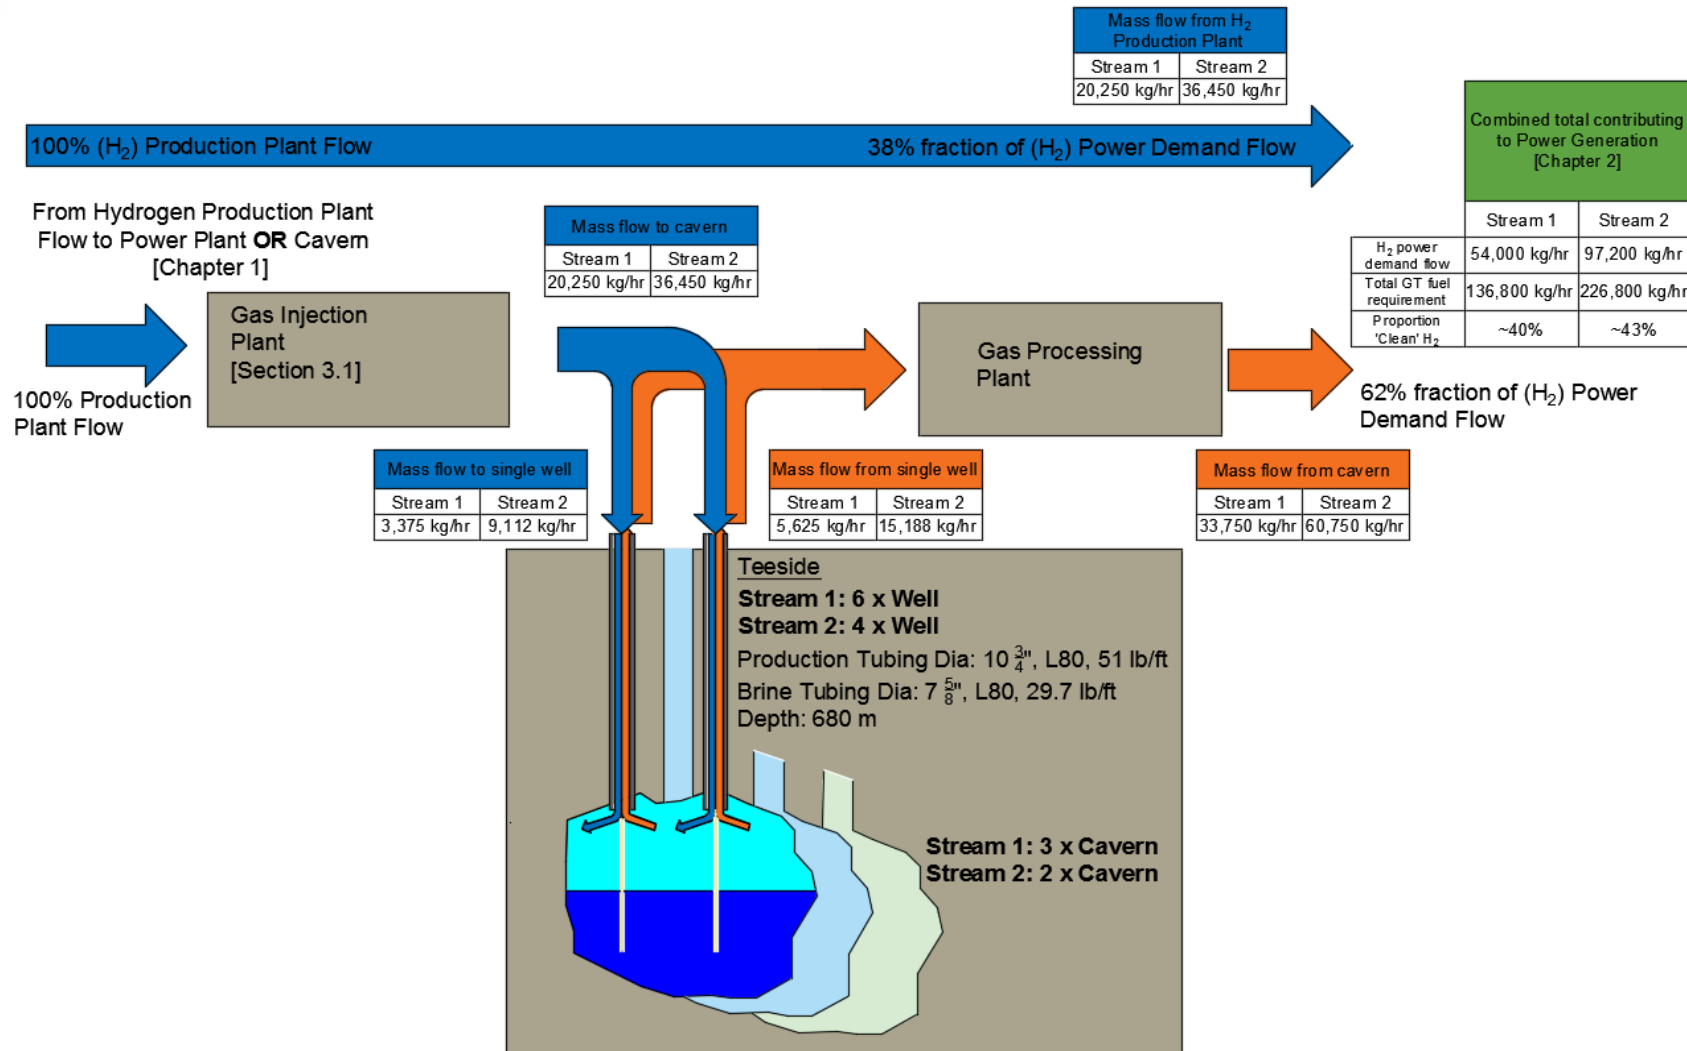 Mass flow from H₂
Production Plant
Stream 1 Stream 2
20,250 kg/hr 36,450 kg/hr
100% (H₂) Production Plant Flow
38% fraction of (H₂) Power Demand Flow
Combined total contributing
to Power Generation
[Chapter 2]
Stream 1 Stream 2
H₂ power
demand flow
54,000 kg/hr 97,200 kg/hr
Total GT fuel
requirement
136,800 kg/hr 226,800 kg/hr
Proportion
'Clean' H₂
~40% ~43%
From Hydrogen Production Plant
Flow to Power Plant OR Cavern
[Chapter 1]
Mass flow to cavern
Stream 1 Stream 2
20,250 kg/hr 36,450 kg/hr
Gas Injection
Plant
[Section 3.1]
100% Production
Plant Flow
Gas Processing
Plant
62% fraction of (H₂) Power
Demand Flow
Mass flow to single well
Stream 1 Stream 2
3,375 kg/hr 9,112 kg/hr
Mass flow from single well
Stream 1 Stream 2
5,625 kg/hr 15,188 kg/hr
Mass flow from cavern
Stream 1 Stream 2
33,750 kg/hr 60,750 kg/hr
Teeside
Stream 1: 6 x Well
Stream 2: 4 x Well
Production Tubing Dia: 10 3/4", L80, 51 lb/ft
Brine Tubing Dia: 7 5/8", L80, 29.7 lb/ft
Depth: 680 m
Stream 1: 3 x Cavern
Stream 2: 2 x Cavern